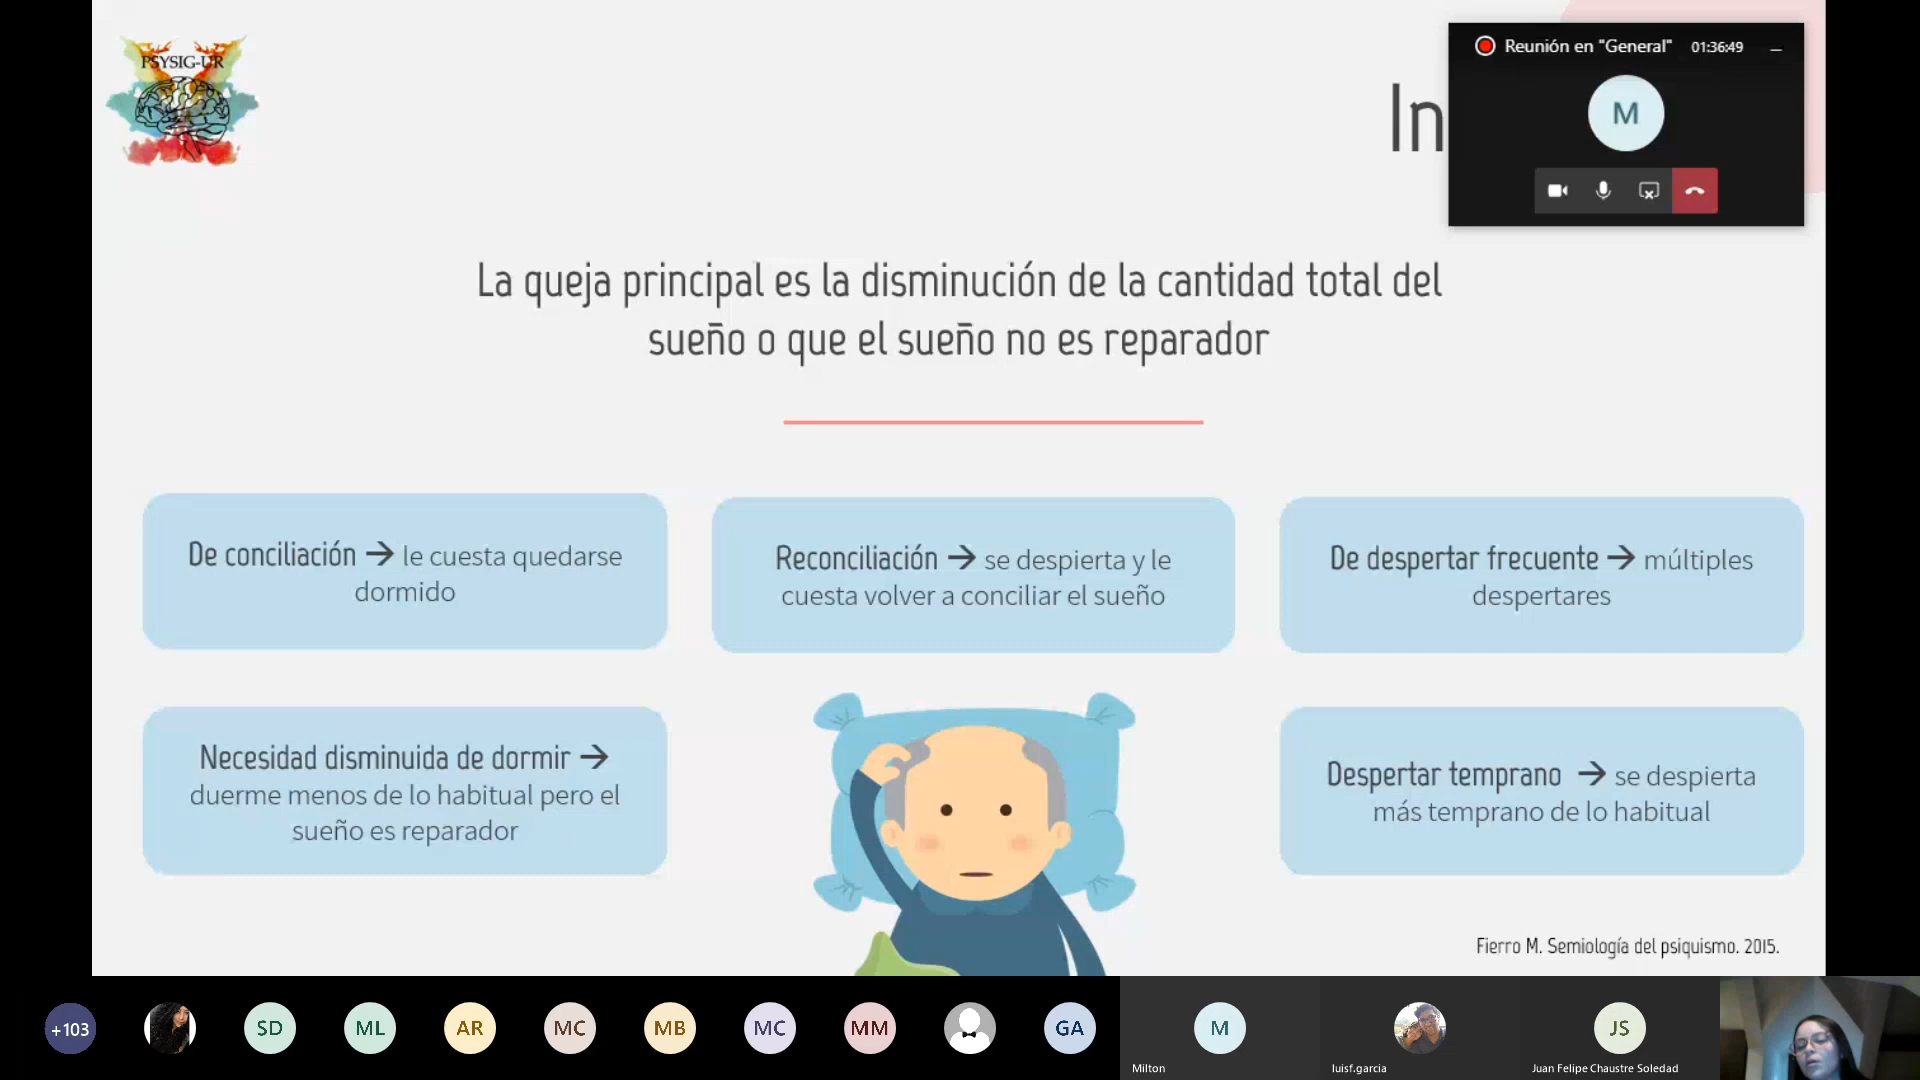 PSYSIG-UR
In
Reunión en "General" 01:36:49
M
La queja principal es la disminución de la cantidad total del
sueño o que el sueño no es reparador
De conciliación → le cuesta quedarse
dormido
Reconciliación → se despierta y le
cuesta volver a conciliar el sueño
De despertar frecuente → múltiples
despertares
Necesidad disminuida de dormir →
duerme menos de lo habitual pero el
sueño es reparador
Despertar temprano → se despierta
más temprano de lo habitual
Fierro M. Semiología del psiquismo. 2015.
+103
SD
ML
AR
MC
MB
MC
MM
GA
M
JS
Milton
luisf.garcia
Juan Felipe Chaustre Soledad